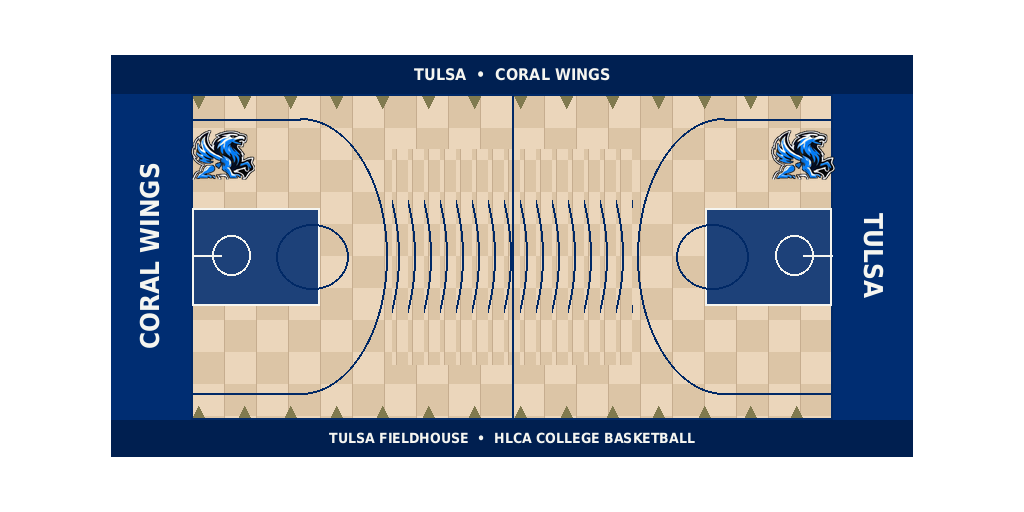 TULSA • CORAL WINGS
CORAL WINGS
TULSA
TULSA FIELDHOUSE • HLCA COLLEGE BASKETBALL